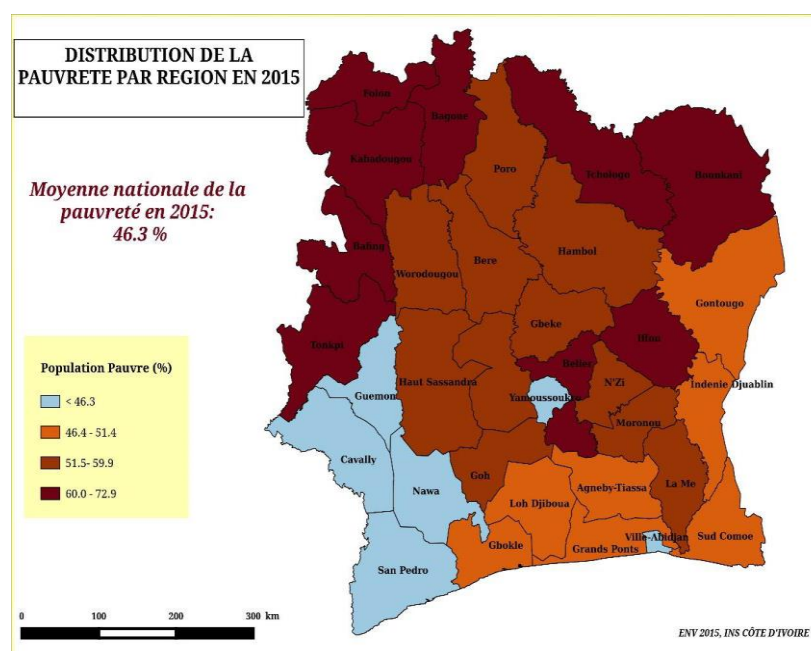 DISTRIBUTION DE LA
PAUVRETE PAR REGION EN 2015
Moyenne nationale de la
pauvreté en 2015:
46.3 %
Folon
Bagoue
Kabadougou
Poro
Tchologo
Bounkani
Bafing
Worodougou
Bere
Hambol
Gontougo
Tonkpi
Gbeke
Iffou
Belier
Guemon
Haut Sassandra
Yamoussoukro
N'Zi
Indenie Djuablin
Moronou
Cavally
Nawa
Goh
Loh Djiboua
Agneby-Tiassa
La Me
Gbokle
Grands Ponts
Ville-Abidjan
Sud Comoe
San Pedro
Population Pauvre (%)
< 46.3
46.4 - 51.4
51.5- 59.9
60.0 - 72.9
0 100 200 300 km
ENV 2015, INS CÔTE D'IVOIRE